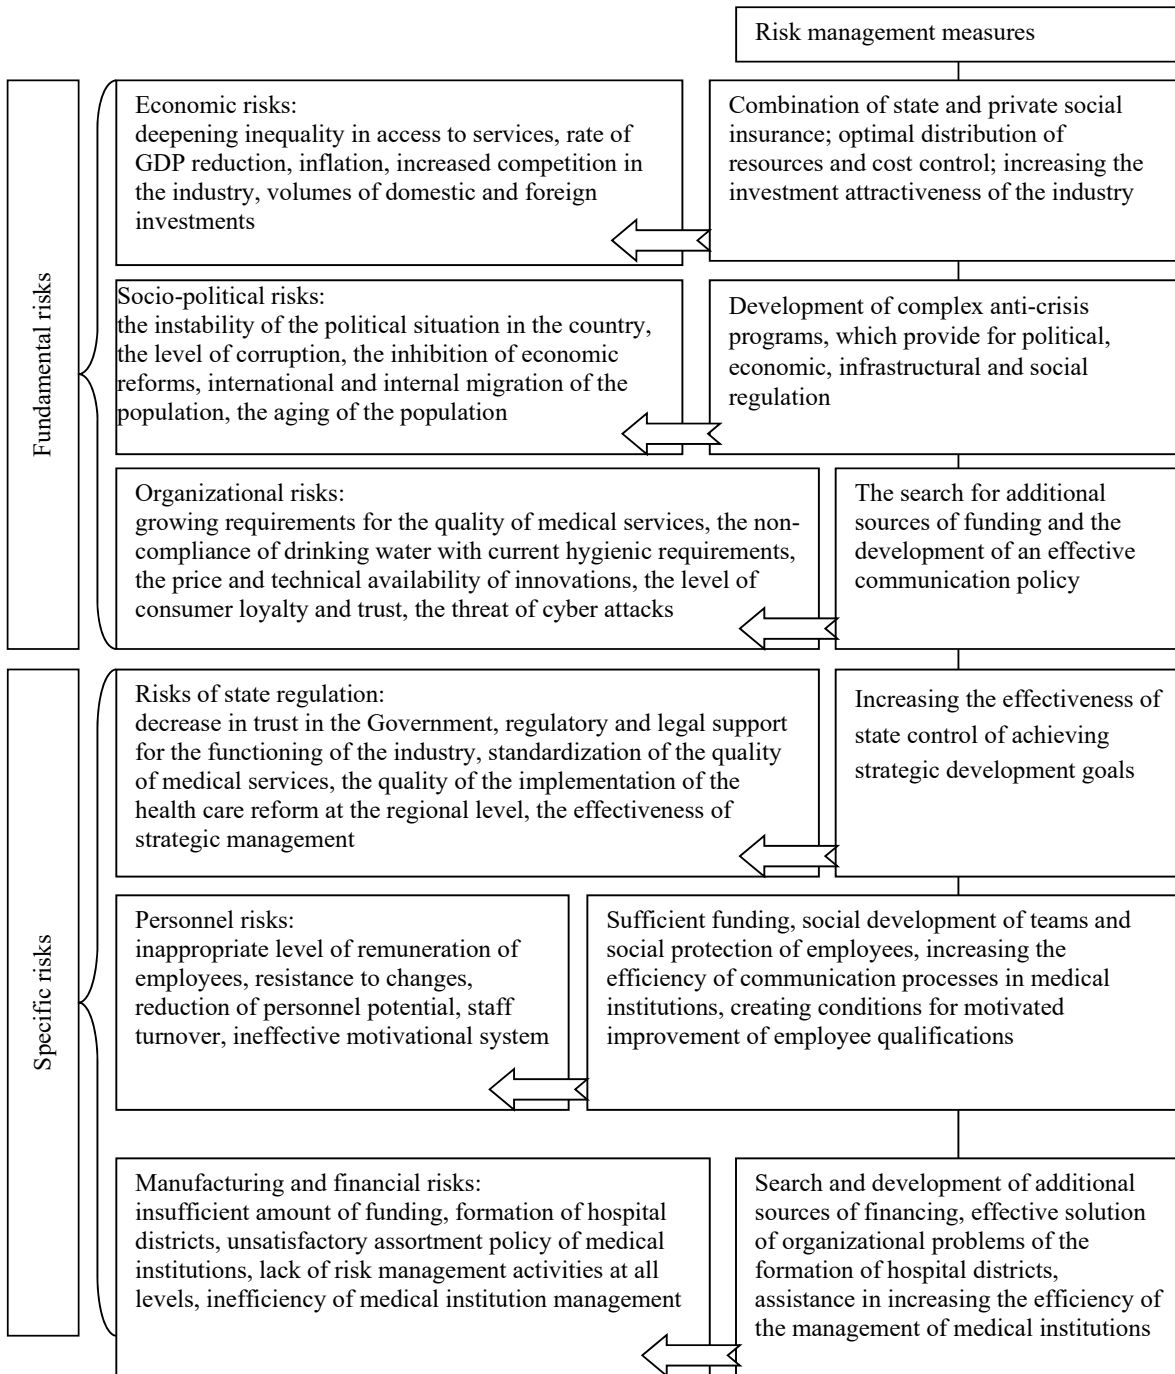 Risk management measures
Fundamental risks
Economic risks:
deepening inequality in access to services, rate of
GDP reduction, inflation, increased competition in
the industry, volumes of domestic and foreign
investments
Combination of state and private social
insurance; optimal distribution of
resources and cost control; increasing the
investment attractiveness of the industry
Socio-political risks:
the instability of the political situation in the country,
the level of corruption, the inhibition of economic
reforms, international and internal migration of the
population, the aging of the population
Development of complex anti-crisis
programs, which provide for political,
economic, infrastructural and social
regulation
Organizational risks:
growing requirements for the quality of medical services, the non-
compliance of drinking water with current hygienic requirements,
the price and technical availability of innovations, the level of
consumer loyalty and trust, the threat of cyber attacks
The search for additional
sources of funding and the
development of an effective
communication policy
Specific risks
Risks of state regulation:
decrease in trust in the Government, regulatory and legal support
for the functioning of the industry, standardization of the quality
of medical services, the quality of the implementation of the
health care reform at the regional level, the effectiveness of
strategic management
Increasing the effectiveness of
state control of achieving
strategic development goals
Personnel risks:
inappropriate level of remuneration of
employees, resistance to changes,
reduction of personnel potential, staff
turnover, ineffective motivational system
Sufficient funding, social development of teams and
social protection of employees, increasing the
efficiency of communication processes in medical
institutions, creating conditions for motivated
improvement of employee qualifications
Manufacturing and financial risks:
insufficient amount of funding, formation of hospital
districts, unsatisfactory assortment policy of medical
institutions, lack of risk management activities at all
levels, inefficiency of medical institution management
Search and development of additional
sources of financing, effective solution
of organizational problems of the
formation of hospital districts,
assistance in increasing the efficiency of
the management of medical institutions